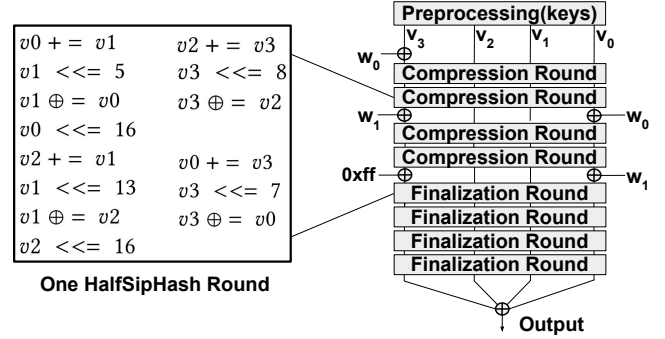 Preprocessing(keys)
v3 v2 v1 v0
w0
Compression Round
Compression Round
w1 w0
Compression Round
Compression Round
0xff w1
Finalization Round
Finalization Round
Finalization Round
Finalization Round
Output
v0 += v1 v2 += v3
v1 <<= 5 v3 <<= 8
v1 ⊕= v0 v3 ⊕= v2
v0 <<= 16
v2 += v1 v0 += v3
v1 <<= 13 v3 <<= 7
v1 ⊕= v2 v3 ⊕= v0
v2 <<= 16
One HalfSipHash Round